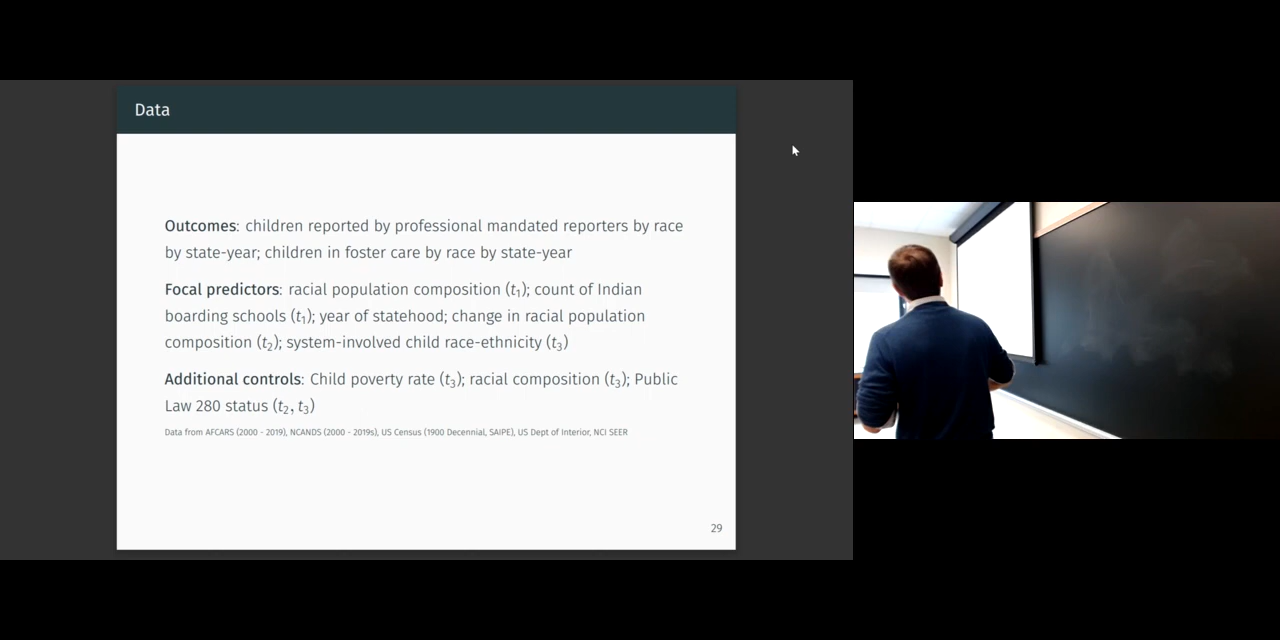 Data
Outcomes: children reported by professional mandated reporters by race
by state-year; children in foster care by race by state-year
Focal predictors: racial population composition (t₁); count of Indian
boarding schools (t₁); year of statehood; change in racial population
composition (t₂); system-involved child race-ethnicity (t₃)
Additional controls: Child poverty rate (t₃); racial composition (t₃); Public
Law 280 status (t₂, t₃)
Data from AFCARS (2000 - 2019), NCANDS (2000 - 2019s), US Census (1900 Decennial, SAIPE), US Dept of Interior, NCI SEER
29